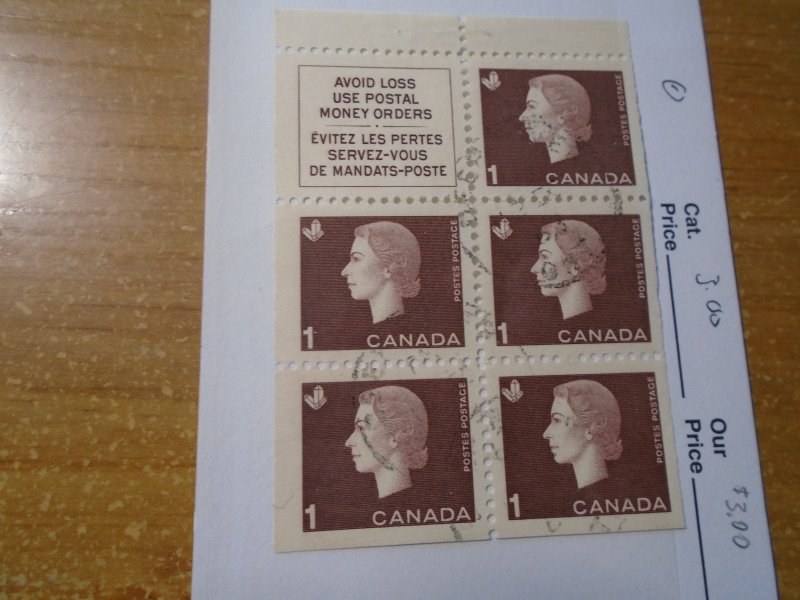 AVOID LOSS
USE POSTAL
MONEY ORDERS
ÉVITEZ LES PERTES
SERVEZ-VOUS
DE MANDATS-POSTE
POSTES POSTAGE
1 CANADA
POSTES POSTAGE
1 CANADA
POSTES POSTAGE
1 CANADA
POSTES POSTAGE
1 CANADA
POSTES POSTAGE
1 CANADA
Cat.
Price 3.00
Our
Price $3.00